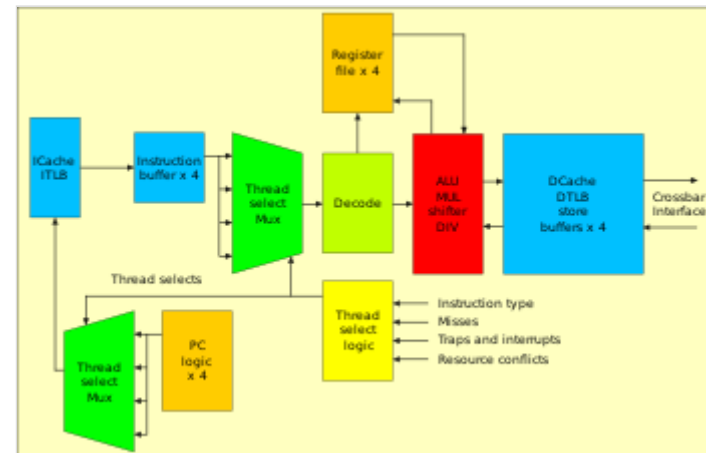 Register
file x 4
ICache
ITLB
Instruction
buffer x 4
Thread
select
Mux
Decode
ALU
MUL
shifter
DIV
DCache
DTLB
store
buffers x 4
Crossbar
Interface
Thread selects
Thread
select
logic
Instruction type
Misses
Traps and interrupts
Resource conflicts
Thread
select
Mux
PC
logic
x 4